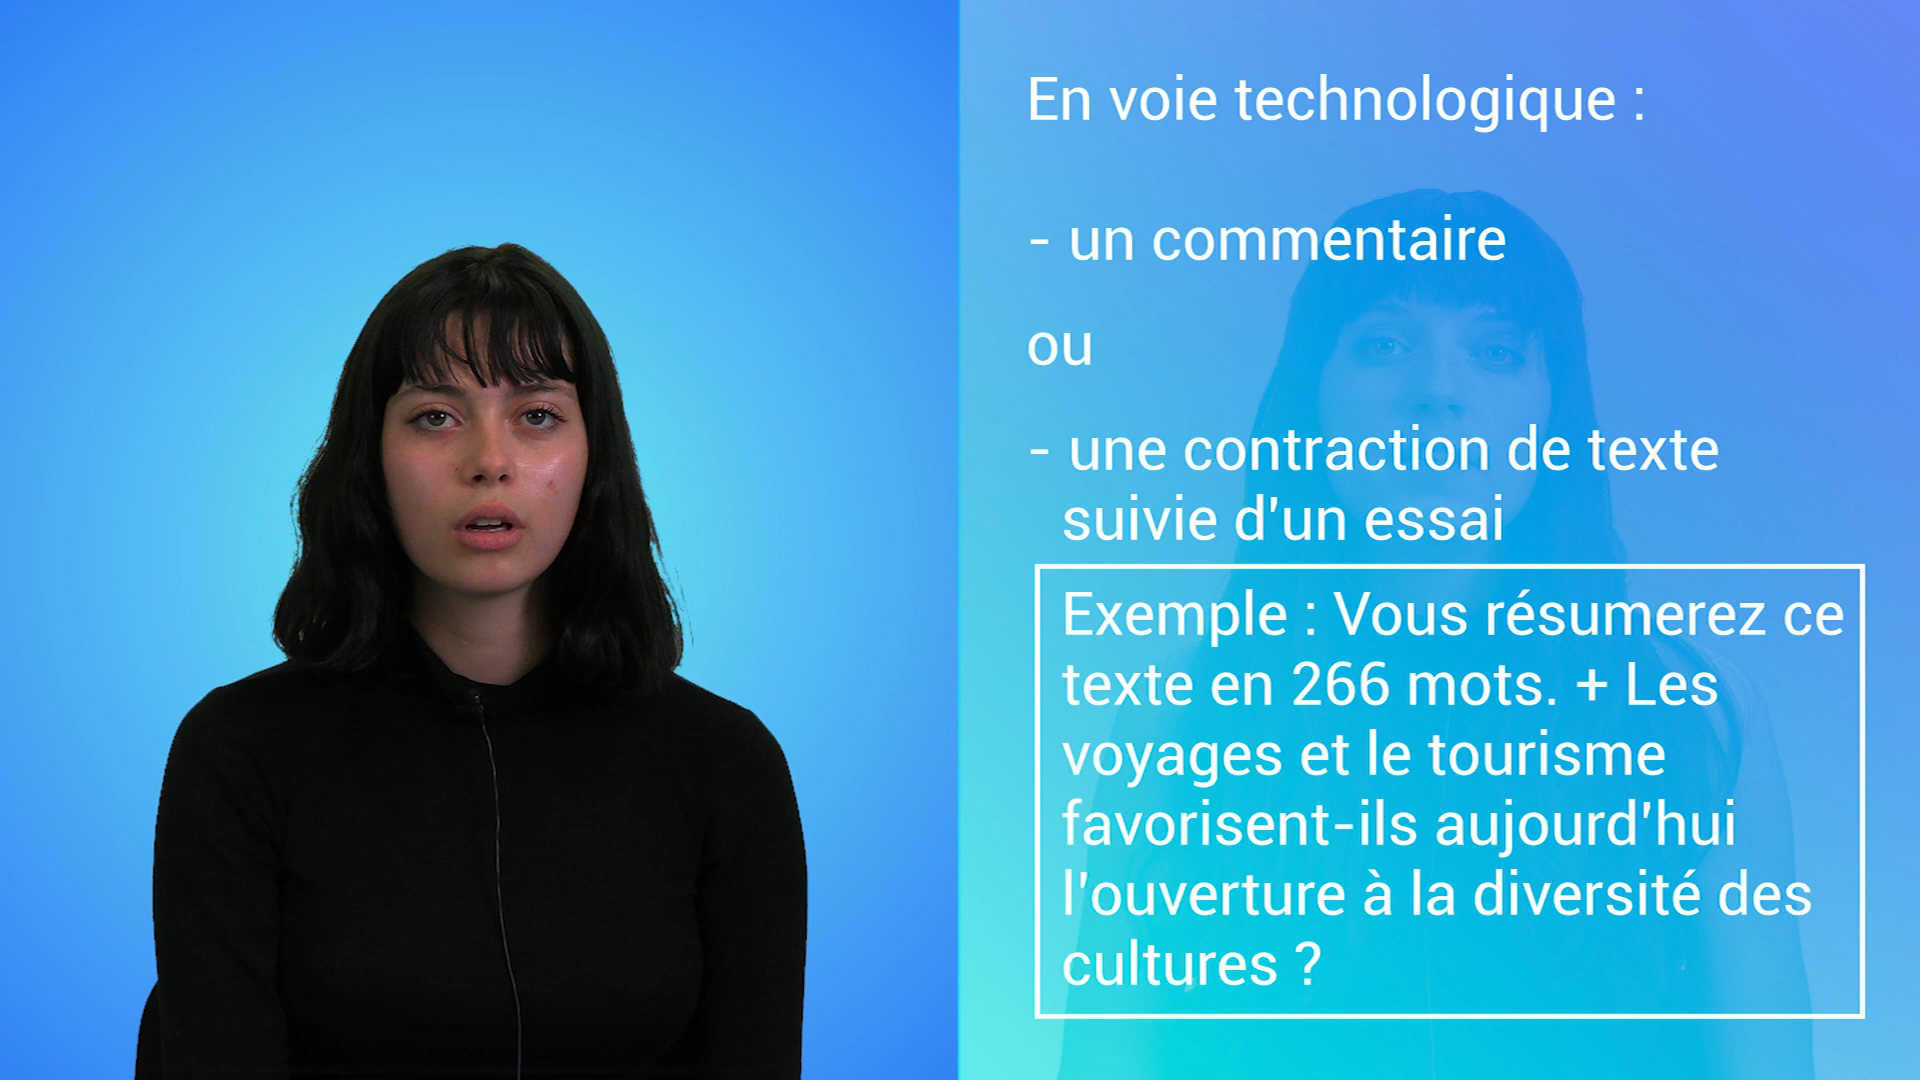 En voie technologique :
- un commentaire
ou
- une contraction de texte
suivie d'un essai
Exemple : Vous résumerez ce
texte en 266 mots. + Les
voyages et le tourisme
favorisent-ils aujourd'hui
l'ouverture à la diversité des
cultures ?